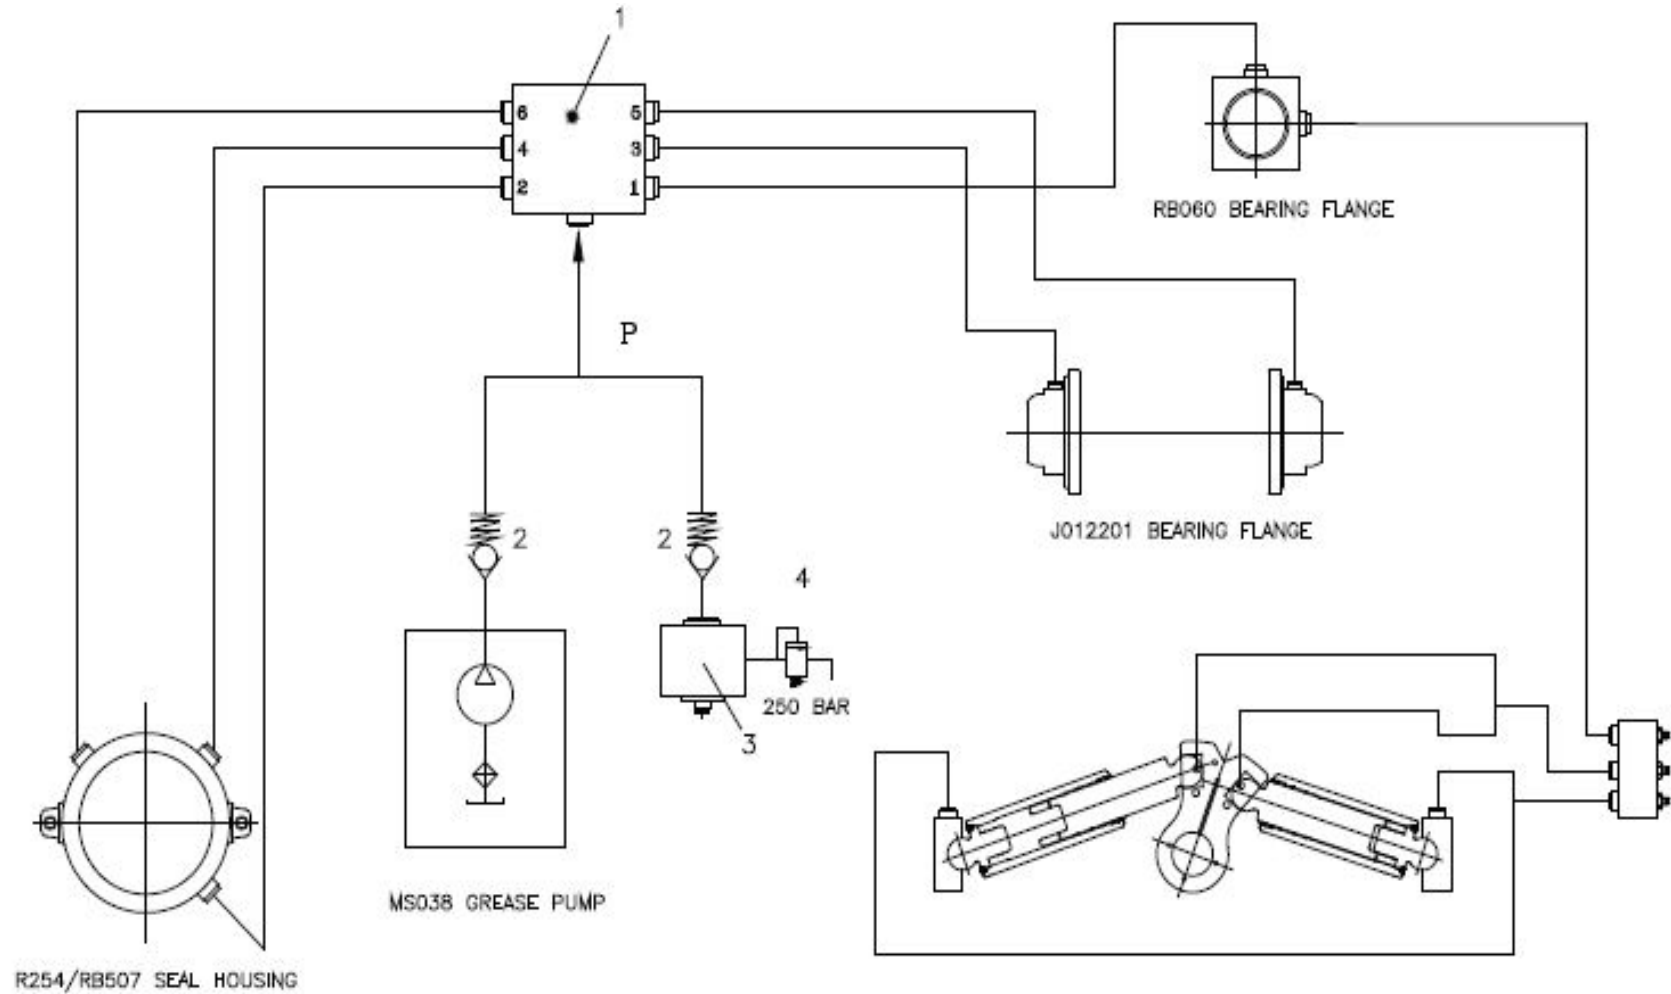 1
6 5
4 3
2 1
RB060 BEARING FLANGE
P
J012201 BEARING FLANGE
2 2
4
250 BAR
3
MS038 GREASE PUMP
R254/RB507 SEAL HOUSING